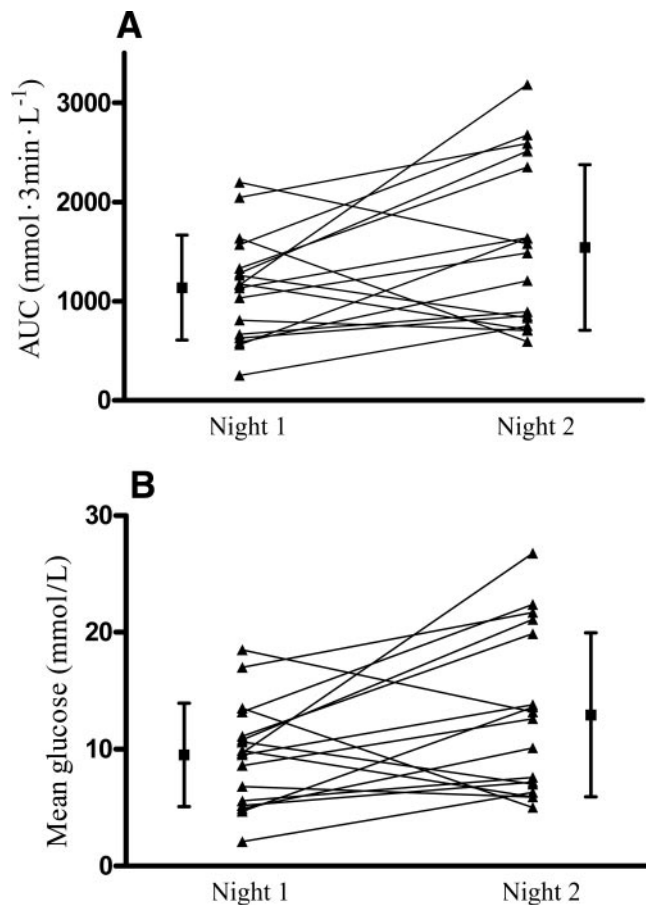 A
AUC (mmol·3min·L⁻¹)
3000
2000
1000
0
Night 1 Night 2
B
Mean glucose (mmol/L)
30
20
10
0
Night 1 Night 2